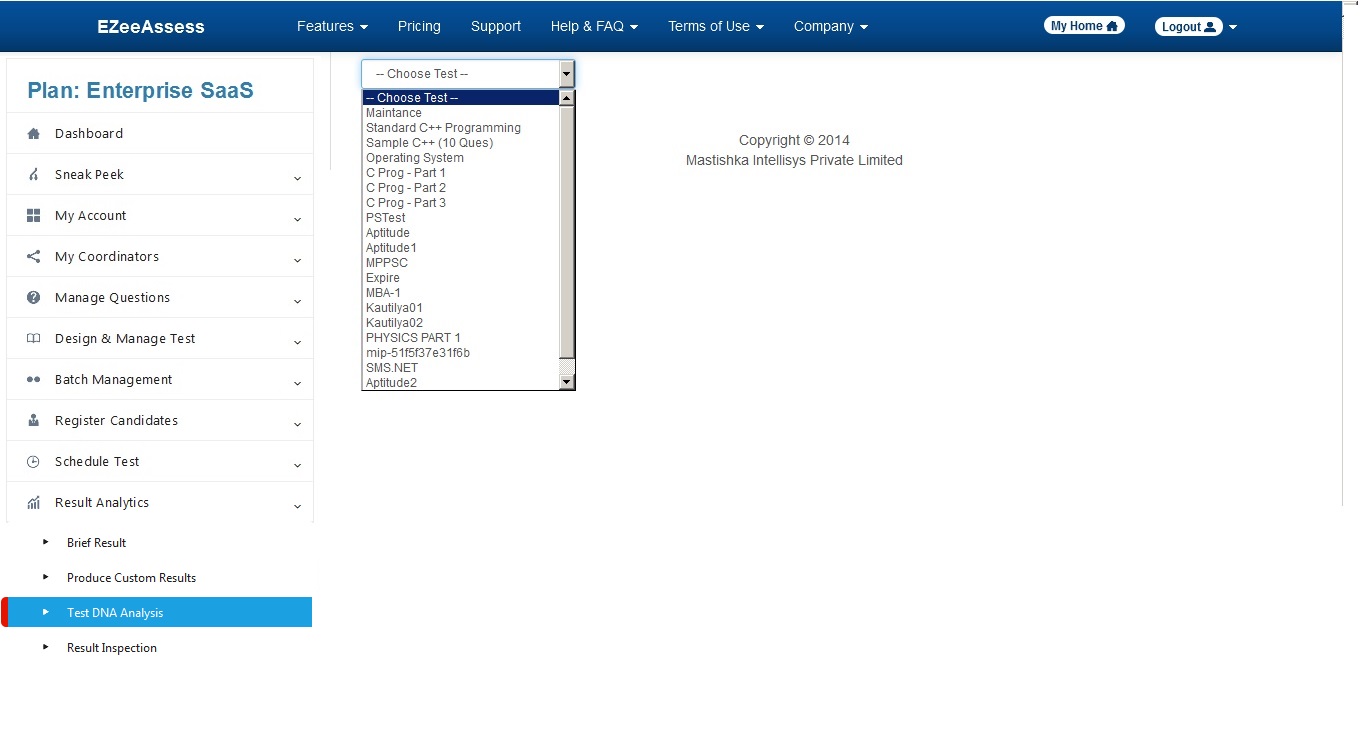 EZeeAssess Features Pricing Support Help & FAQ Terms of Use Company My Home Logout
Plan: Enterprise SaaS
Dashboard
Sneak Peek
My Account
My Coordinators
Manage Questions
Design & Manage Test
Batch Management
Register Candidates
Schedule Test
Result Analytics
Brief Result
Produce Custom Results
Test DNA Analysis
Result Inspection
-- Choose Test --
-- Choose Test --
Maintance
Standard C++ Programming
Sample C++ (10 Ques)
Operating System
C Prog - Part 1
C Prog - Part 2
C Prog - Part 3
PSTest
Aptitude
Aptitude1
MPPSC
Expire
MBA-1
Kautilya01
Kautilya02
PHYSICS PART 1
mip-51f5f37e31f6b
SMS.NET
Aptitude2
Copyright © 2014
Mastishka Intellisys Private Limited